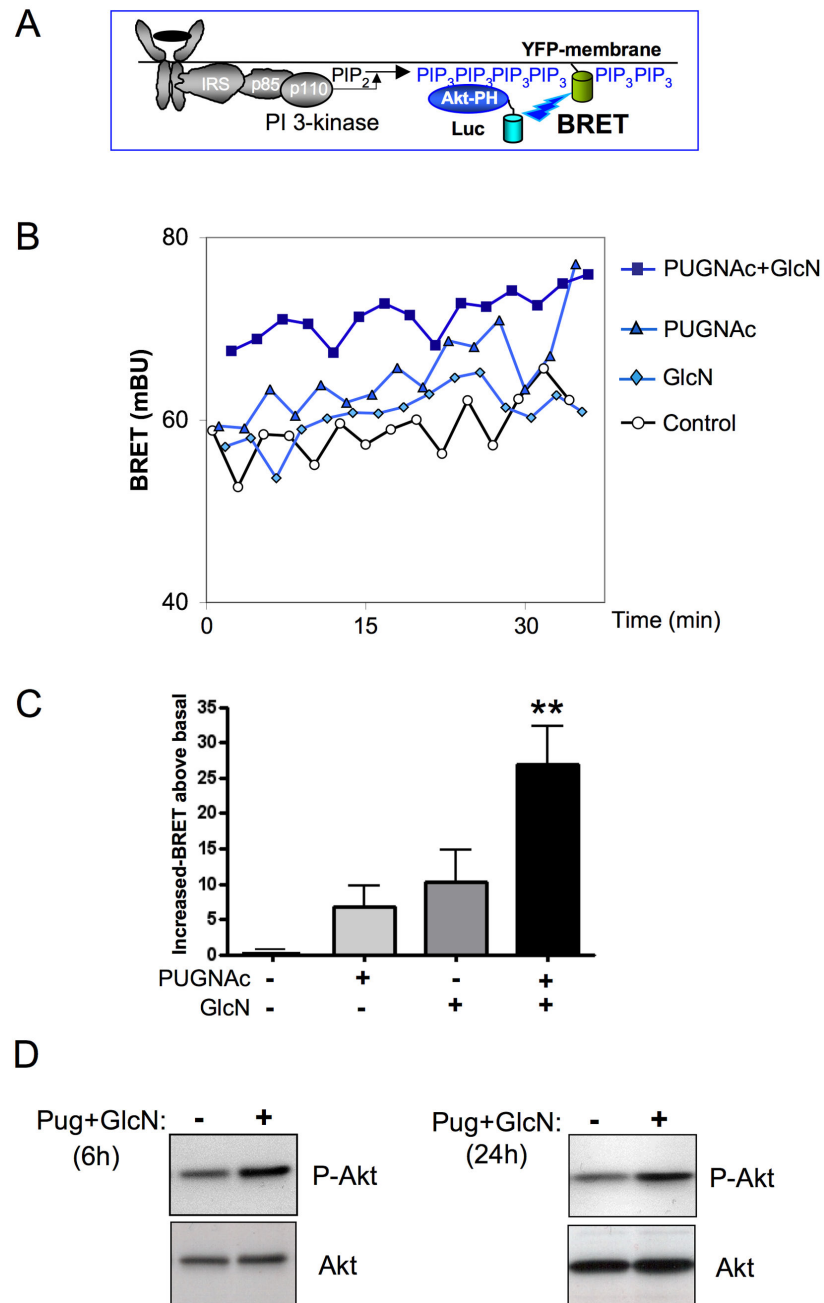 A
YFP-membrane
IRS
p85
p110
PIP2
PIP3PIP3PIP3PIP3
PIP3PIP3
Akt-PH
PI 3-kinase
Luc
BRET
B
80
60
40
BRET (mBU)
0
15
30
Time (min)
PUGNAc+GlcN
PUGNAc
GlcN
Control
C
Increased-BRET above basal
35
30
25
20
15
10
5
0
**
PUGNAc - + - +
GlcN - - + +
D
Pug+GlcN: - +
(6h)
P-Akt
Akt
Pug+GlcN: - +
(24h)
P-Akt
Akt